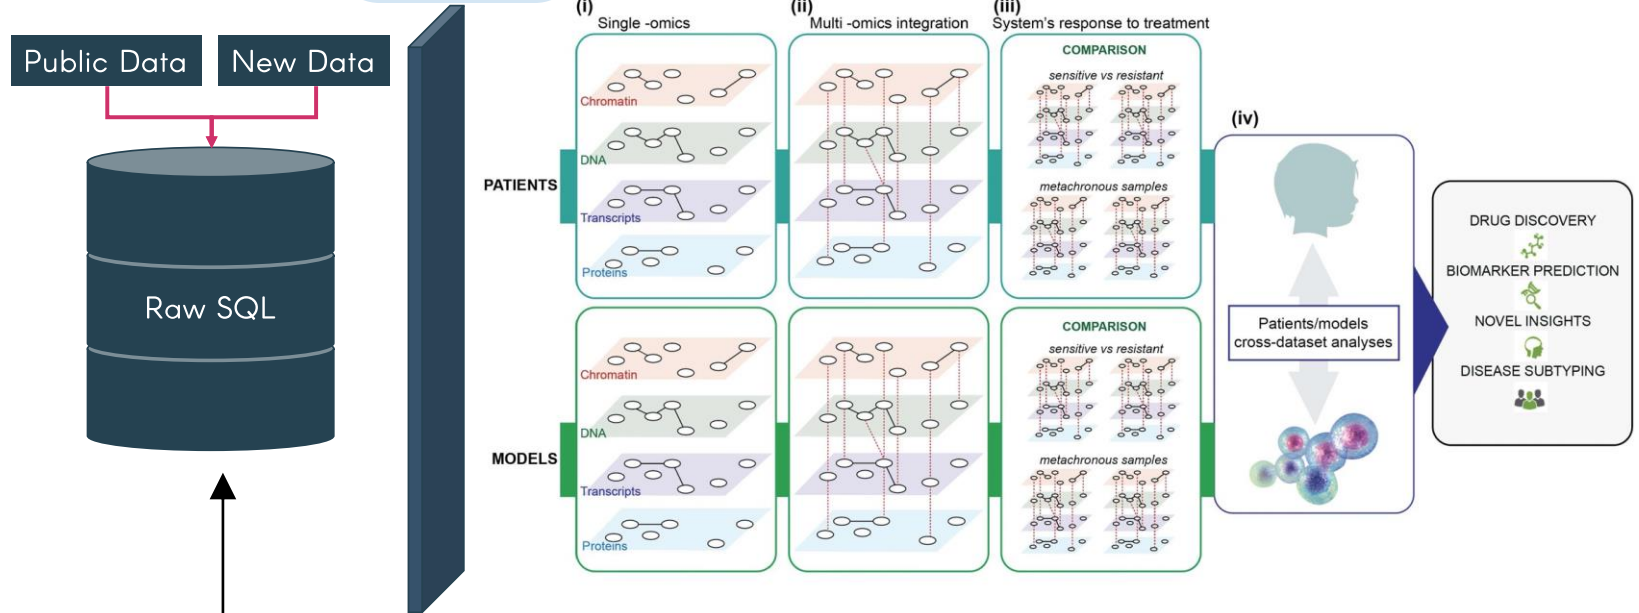 Public Data
New Data
Raw SQL
(i)
Single -omics
(ii)
Multi -omics integration
(iii)
System's response to treatment
PATIENTS
Chromatin
DNA
Transcripts
Proteins
COMPARISON
sensitive vs resistant
metachronous samples
MODELS
Chromatin
DNA
Transcripts
Proteins
COMPARISON
sensitive vs resistant
metachronous samples
(iv)
Patients/models
cross-dataset analyses
DRUG DISCOVERY
BIOMARKER PREDICTION
NOVEL INSIGHTS
DISEASE SUBTYPING